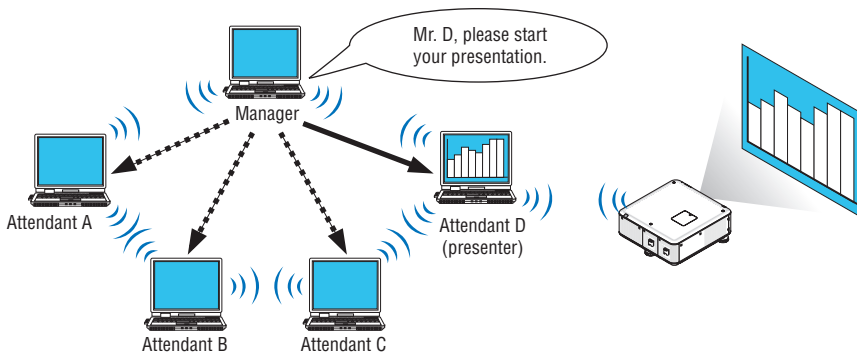 Mr. D, please start
your presentation.
Manager
Attendant A
Attendant D
(presenter)
Attendant B
Attendant C